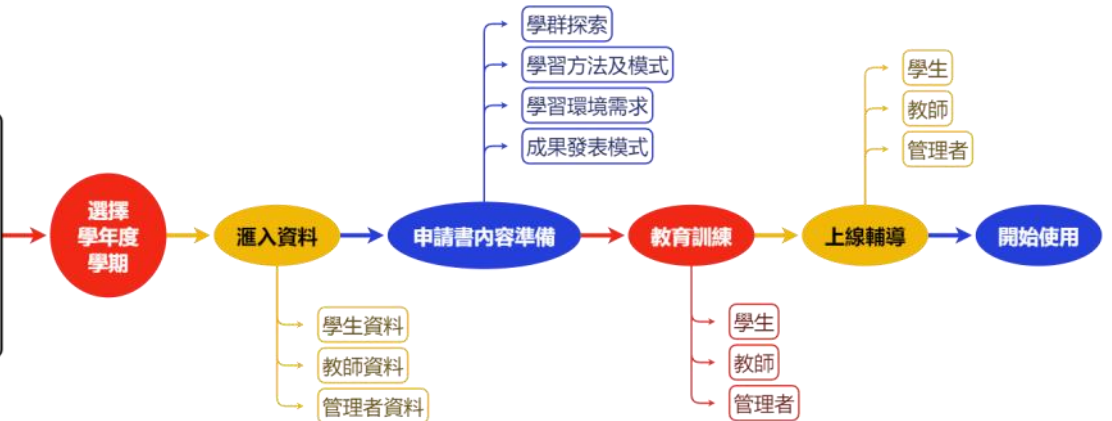 選擇
學年度
學期
滙入資料
學生資料
教師資料
管理者資料
申請書內容準備
學群探索
學習方法及模式
學習環境需求
成果發表模式
教育訓練
學生
教師
管理者
上線輔導
學生
教師
管理者
開始使用